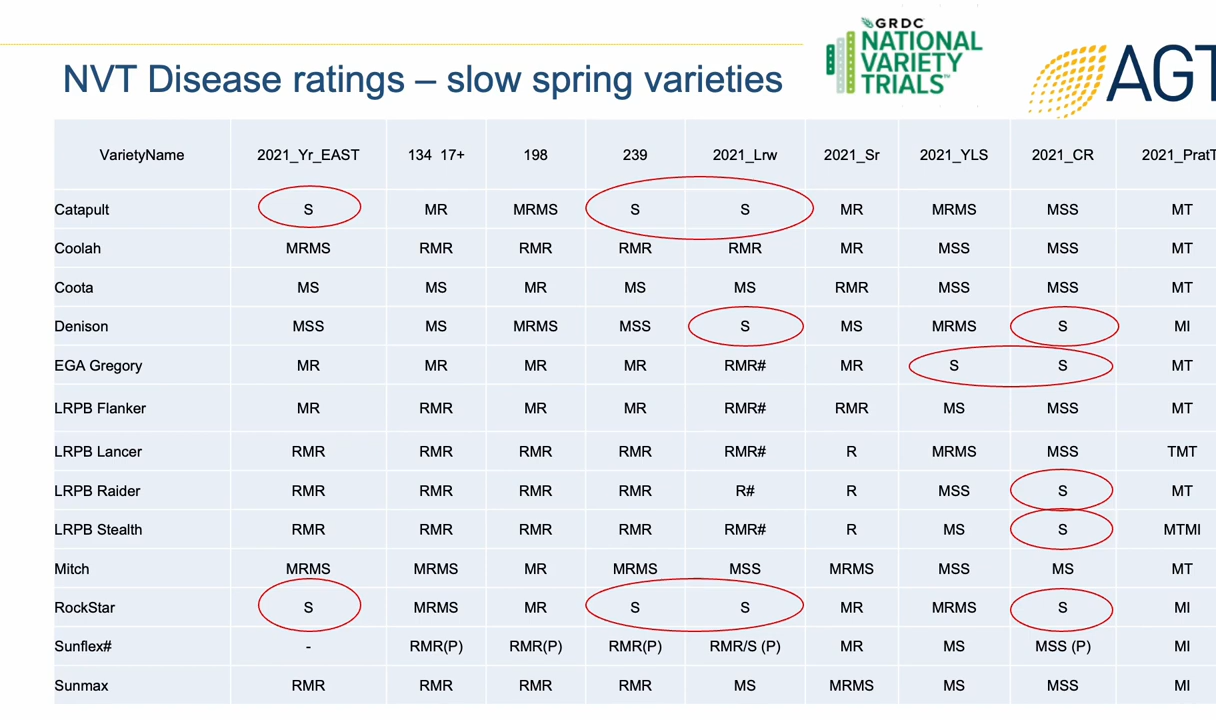 GRDC
NATIONAL
VARIETY
TRIALS™
AGT
NVT Disease ratings – slow spring varieties
VarietyName 2021_Yr_EAST 134 17+ 198 239 2021_Lrw 2021_Sr 2021_YLS 2021_CR 2021_PratT
Catapult S MR MRMS S S MR MRMS MSS MT
Coolah MRMS RMR RMR RMR RMR MR MSS MSS MT
Coota MS MS MR MS MS RMR MSS MSS MT
Denison MSS MS MRMS MSS S MS MRMS S MI
EGA Gregory MR MR MR MR RMR# MR S S MT
LRPB Flanker MR RMR MR MR RMR# RMR MS MSS MT
LRPB Lancer RMR RMR RMR RMR RMR# R MRMS MSS TMT
LRPB Raider RMR RMR RMR RMR R# R MSS S MT
LRPB Stealth RMR RMR RMR RMR RMR# R MS S MTMI
Mitch MRMS MRMS MR MRMS MSS MRMS MSS MS MT
RockStar S MRMS MR S S MR MRMS S MI
Sunflex# - RMR(P) RMR(P) RMR(P) RMR/S (P) MR MS MSS (P) MI
Sunmax RMR RMR RMR RMR MS MRMS MS MSS MI